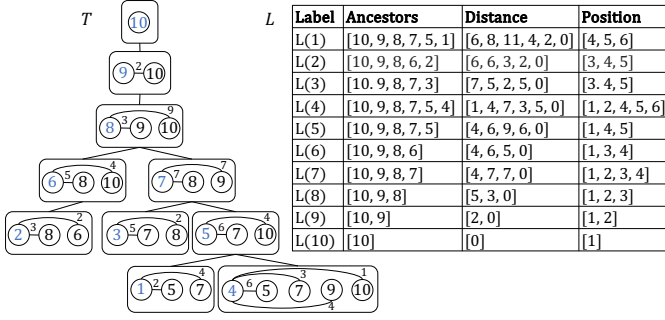 T
L
10
9 2 10
9
8 3 9 10
4
6 5 8 10
7
7 7 8 9
2
2 3 8 6
2
3 5 7 8
4
5 6 7 10
4
1 2 5 7
3 1
4 6 5 7 9 10
4
Label Ancestors Distance Position
L(1) [10, 9, 8, 7, 5, 1] [6, 8, 11, 4, 2, 0] [4, 5, 6]
L(2) [10, 9, 8, 6, 2] [6, 6, 3, 2, 0] [3, 4, 5]
L(3) [10. 9, 8, 7, 3] [7, 5, 2, 5, 0] [3. 4, 5]
L(4) [10, 9, 8, 7, 5, 4] [1, 4, 7, 3, 5, 0] [1, 2, 4, 5, 6]
L(5) [10, 9, 8, 7, 5] [4, 6, 9, 6, 0] [1, 4, 5]
L(6) [10, 9, 8, 6] [4, 6, 5, 0] [1, 3, 4]
L(7) [10, 9, 8, 7] [4, 7, 7, 0] [1, 2, 3, 4]
L(8) [10, 9, 8] [5, 3, 0] [1, 2, 3]
L(9) [10, 9] [2, 0] [1, 2]
L(10) [10] [0] [1]